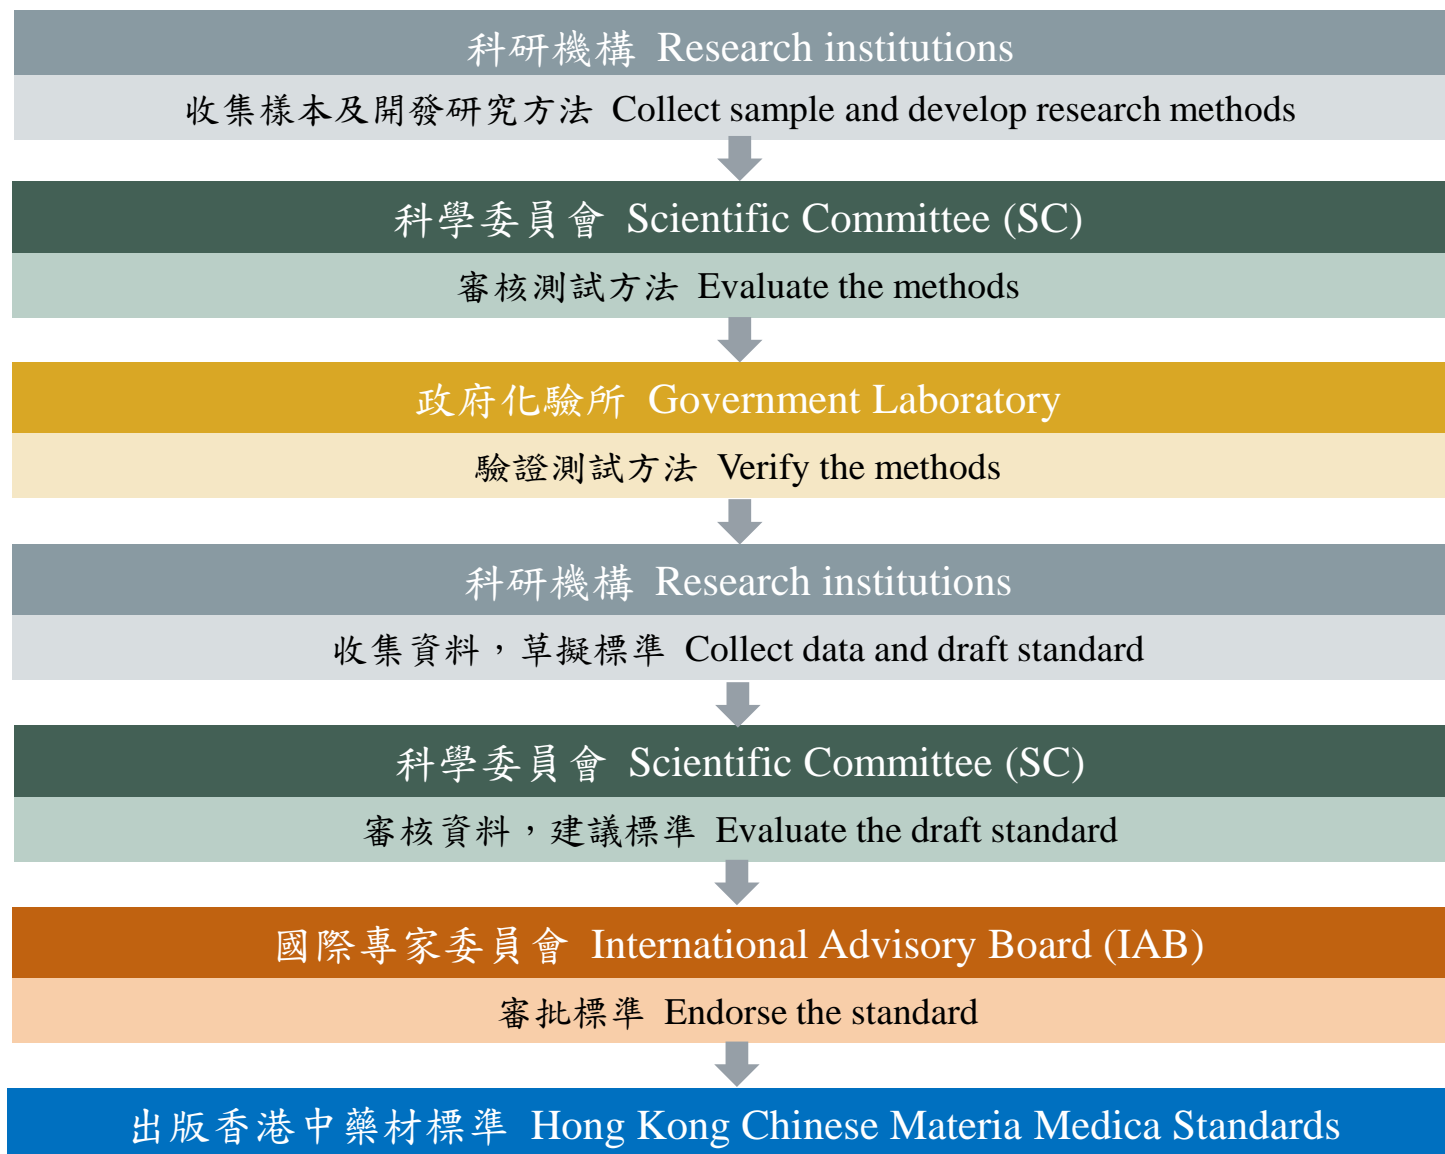 科研機構 Research institutions
收集樣本及開發研究方法 Collect sample and develop research methods
科學委員會 Scientific Committee (SC)
審核測試方法 Evaluate the methods
政府化驗所 Government Laboratory
驗證測試方法 Verify the methods
科研機構 Research institutions
收集資料，草擬標準 Collect data and draft standard
科學委員會 Scientific Committee (SC)
審核資料，建議標準 Evaluate the draft standard
國際專家委員會 International Advisory Board (IAB)
審批標準 Endorse the standard
出版香港中藥材標準 Hong Kong Chinese Materia Medica Standards